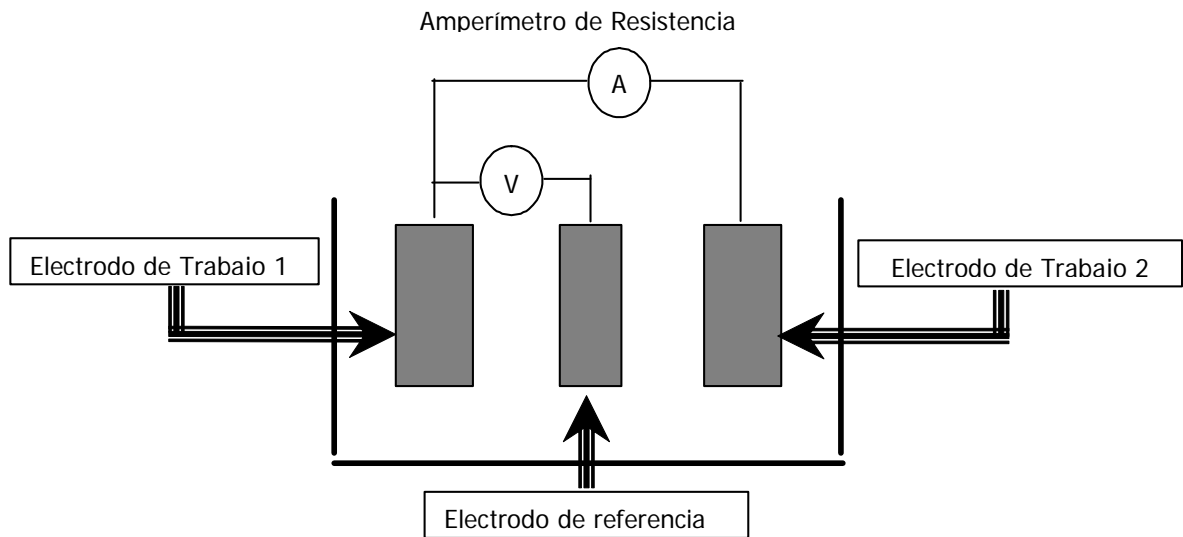 Amperímetro de Resistencia
A
V
Electrodo de Trabaio 1
Electrodo de Trabaio 2
Electrodo de referencia